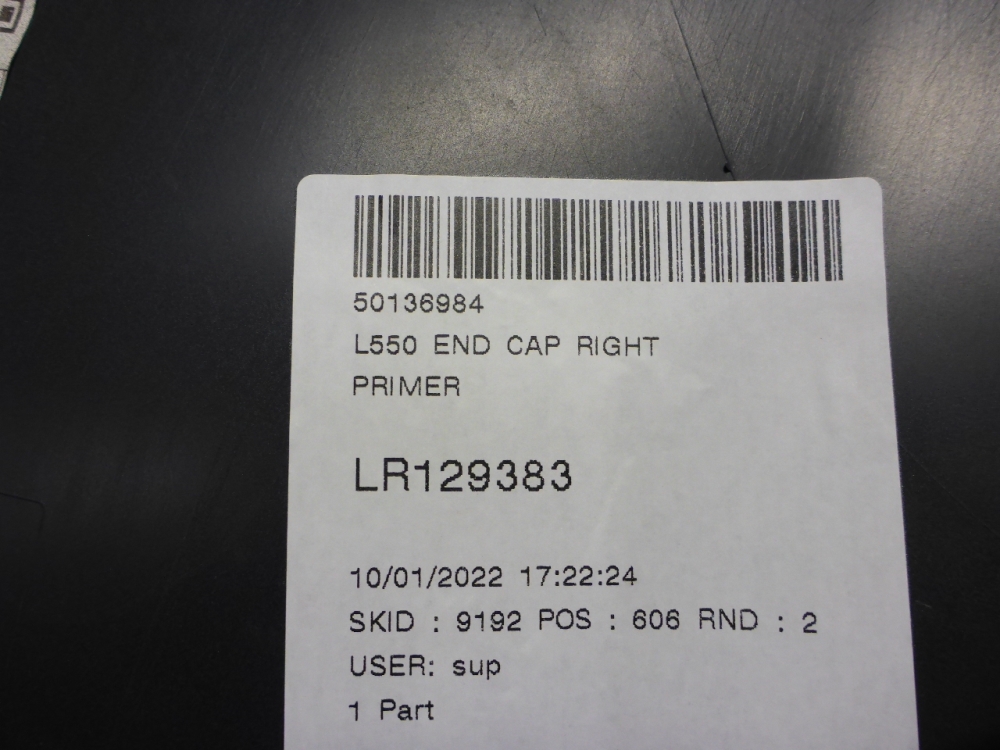 50136984
L550 END CAP RIGHT
PRIMER
LR129383
10/01/2022 17:22:24
SKID : 9192 POS : 606 RND : 2
USER: sup
1 Part